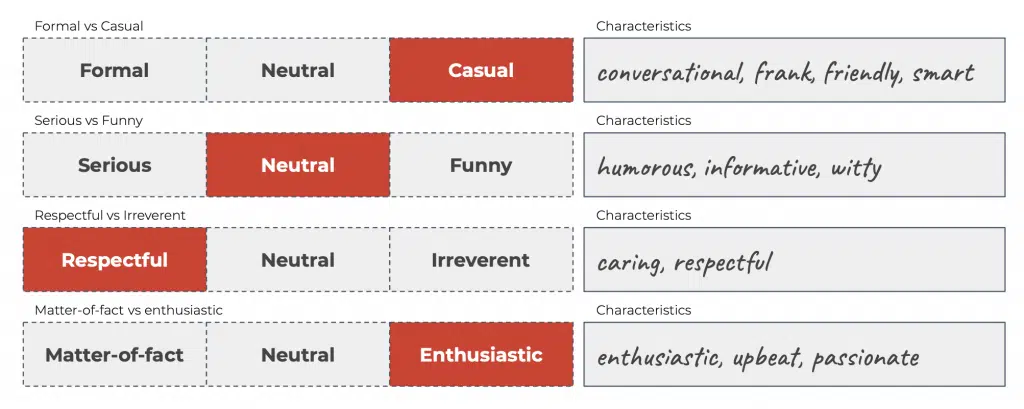 Formal vs Casual Characteristics
Formal Neutral Casual conversational, frank, friendly, smart
Serious vs Funny Characteristics
Serious Neutral Funny humorous, informative, witty
Respectful vs Irreverent Characteristics
Respectful Neutral Irreverent caring, respectful
Matter-of-fact vs enthusiastic Characteristics
Matter-of-fact Neutral Enthusiastic enthusiastic, upbeat, passionate